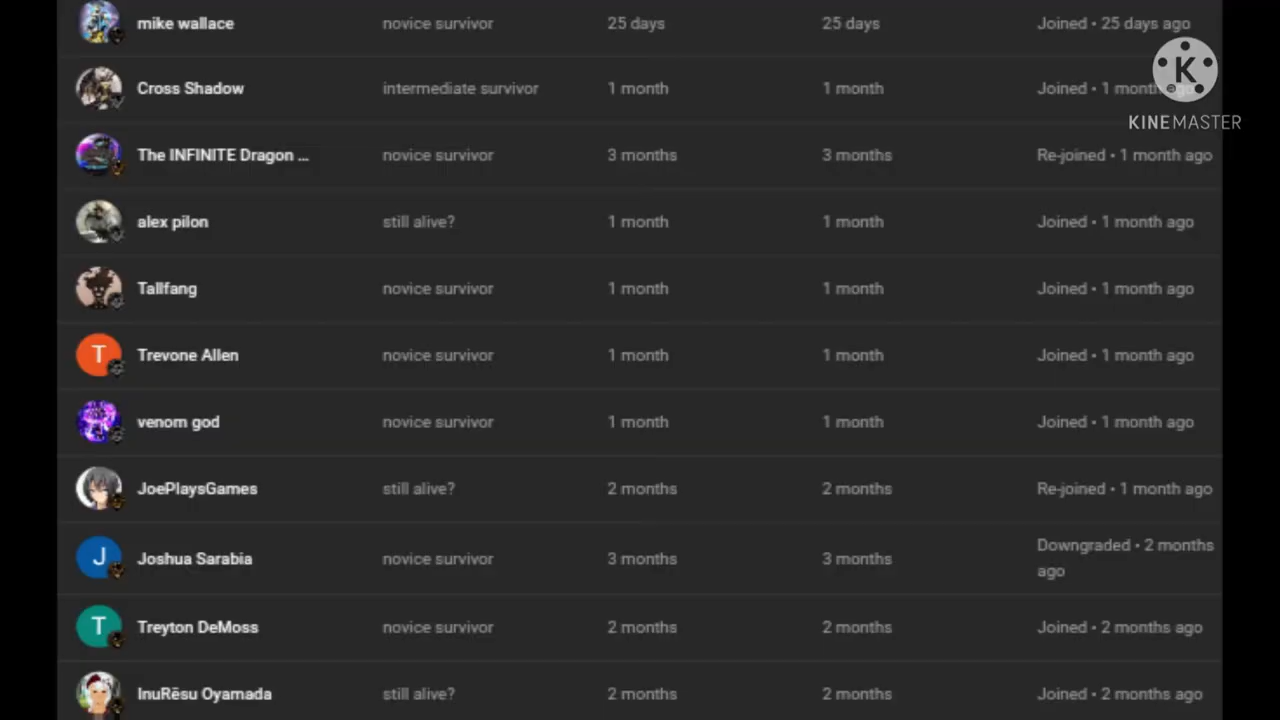 mike wallace novice survivor 25 days 25 days Joined • 25 days ago
Cross Shadow intermediate survivor 1 month 1 month Joined • 1 month
K
KINEMASTER
The INFINITE Dragon ... novice survivor 3 months 3 months Re-joined • 1 month ago
alex pilon still alive? 1 month 1 month Joined • 1 month ago
Tallfang novice survivor 1 month 1 month Joined • 1 month ago
T Trevone Allen novice survivor 1 month 1 month Joined • 1 month ago
venom god novice survivor 1 month 1 month Joined • 1 month ago
JoePlaysGames still alive? 2 months 2 months Re-joined • 1 month ago
J Joshua Sarabia novice survivor 3 months 3 months Downgraded • 2 months
ago
T Treyton DeMoss novice survivor 2 months 2 months Joined • 2 months ago
InuRēsu Oyamada still alive? 2 months 2 months Joined • 2 months ago